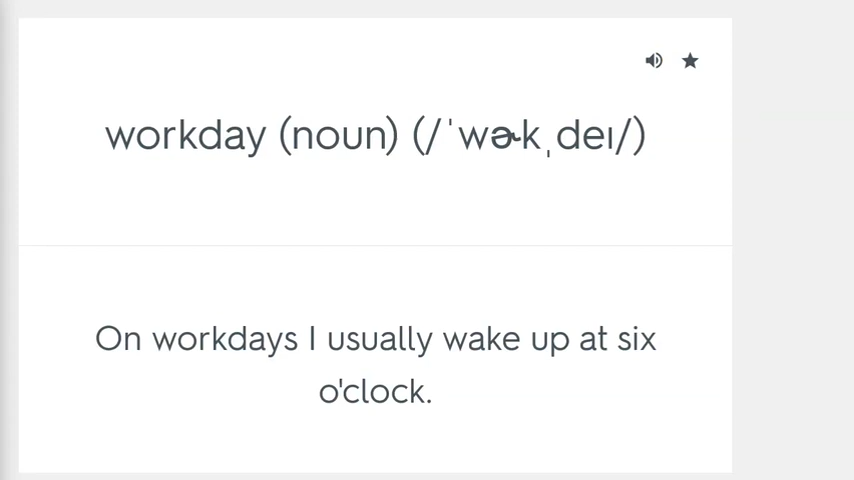 workday (noun) (/ˈwɚkˌdeɪ/)
On workdays I usually wake up at six
o'clock.